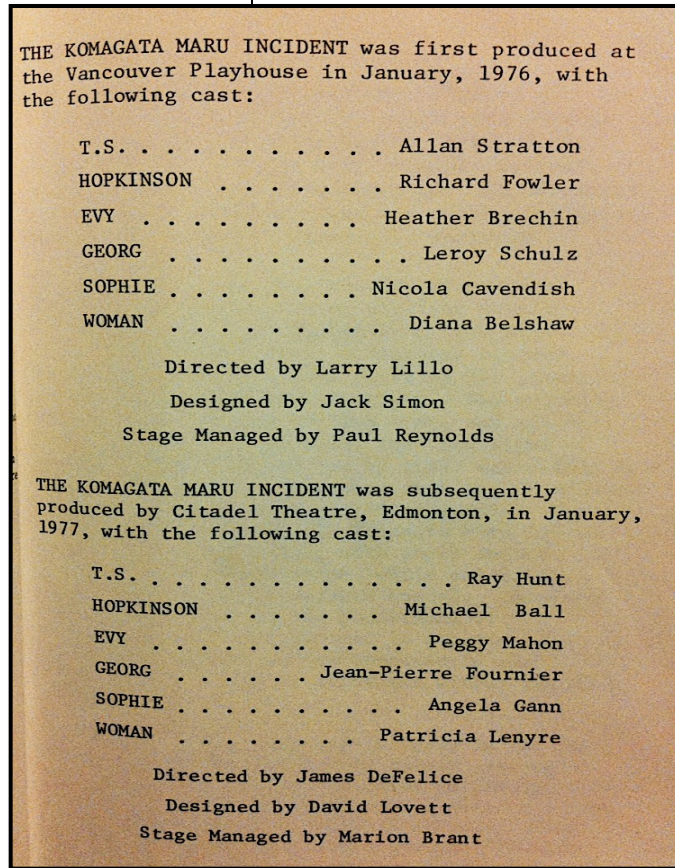 THE KOMAGATA MARU INCIDENT was first produced at
the Vancouver Playhouse in January, 1976, with
the following cast:
T.S. . . . . . . . . . . . Allan Stratton
HOPKINSON . . . . . . . Richard Fowler
EVY . . . . . . . . . Heather Brechin
GEORG . . . . . . . . . . Leroy Schulz
SOPHIE . . . . . . . . Nicola Cavendish
WOMAN . . . . . . . . . Diana Belshaw
Directed by Larry Lillo
Designed by Jack Simon
Stage Managed by Paul Reynolds
THE KOMAGATA MARU INCIDENT was subsequently
produced by Citadel Theatre, Edmonton, in January,
1977, with the following cast:
T.S. . . . . . . . . . . . . . . Ray Hunt
HOPKINSON . . . . . . . Michael Ball
EVY . . . . . . . . . . . Peggy Mahon
GEORG . . . . . . Jean-Pierre Fournier
SOPHIE . . . . . . . . . . Angela Gann
WOMAN . . . . . . . . Patricia Lenyre
Directed by James DeFelice
Designed by David Lovett
Stage Managed by Marion Brant